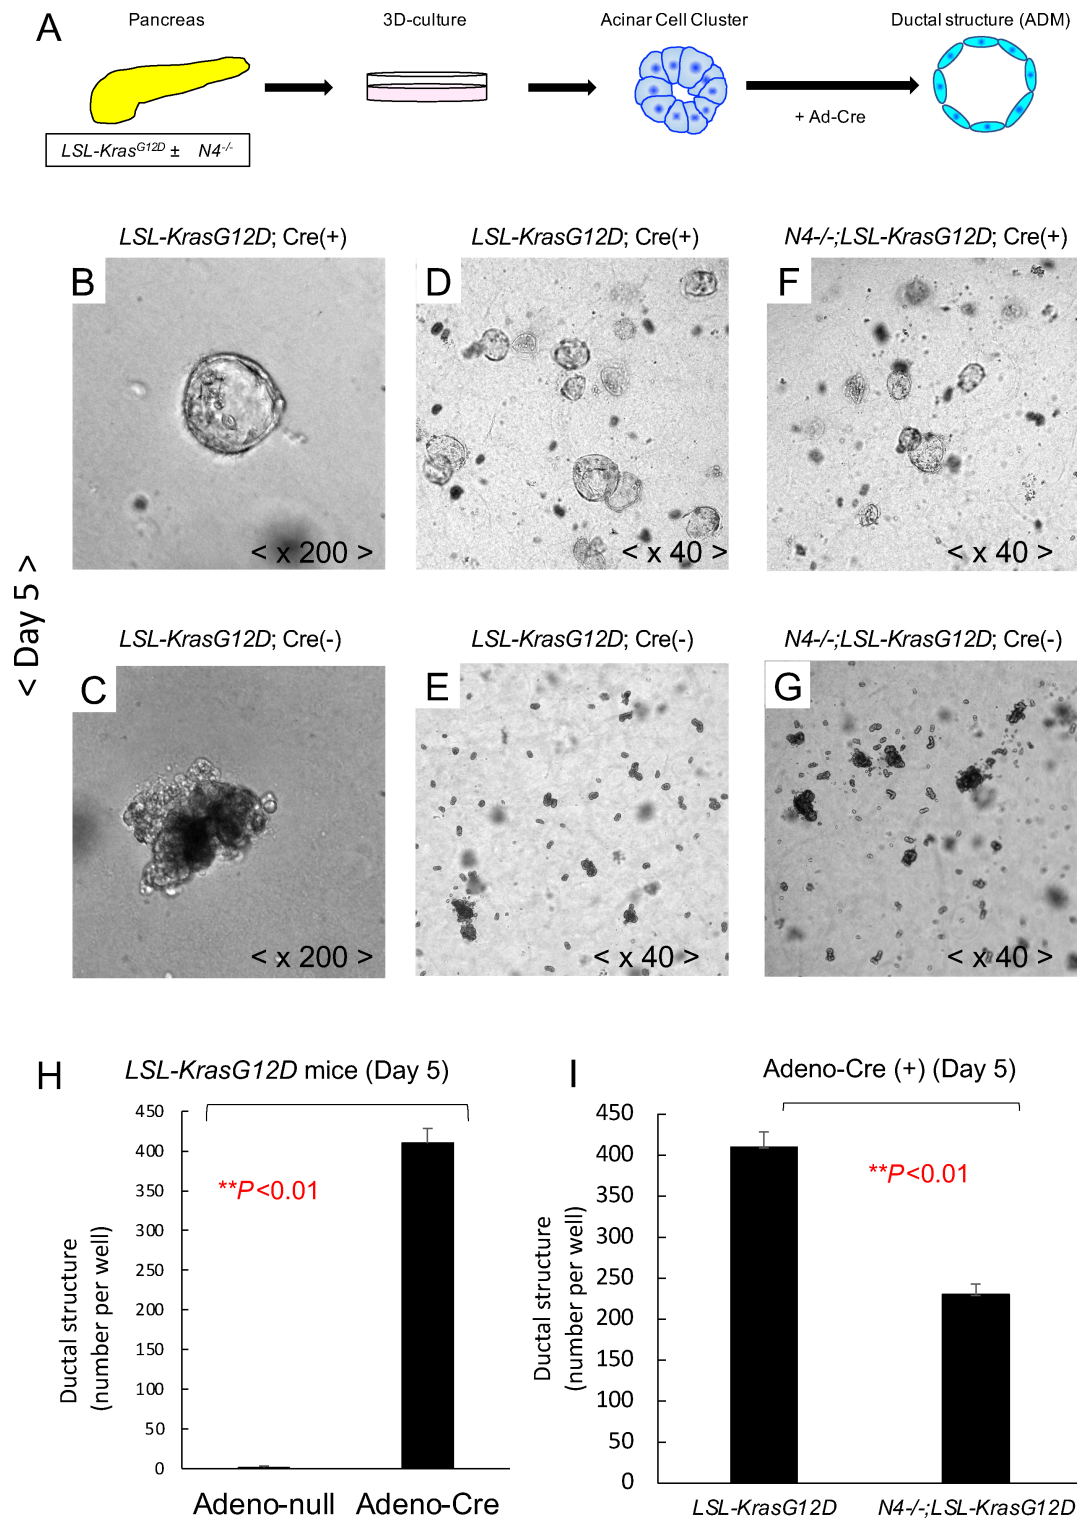 A
Pancreas
3D-culture
Acinar Cell Cluster
Ductal structure (ADM)
+ Ad-Cre
LSL-Kras^G12D ± N4^-/-
< Day 5 >
LSL-KrasG12D; Cre(+)
LSL-KrasG12D; Cre(+)
N4-/-;LSL-KrasG12D; Cre(+)
B
D
F
< x 200 >
< x 40 >
< x 40 >
LSL-KrasG12D; Cre(-)
LSL-KrasG12D; Cre(-)
N4-/-;LSL-KrasG12D; Cre(-)
C
E
G
< x 200 >
< x 40 >
< x 40 >
H
LSL-KrasG12D mice (Day 5)
Ductal structure
(number per well)
450
400
350
300
250
200
150
100
50
0
**P<0.01
Adeno-null
Adeno-Cre
I
Adeno-Cre (+) (Day 5)
Ductal structure
(number per well)
450
400
350
300
250
200
150
100
50
0
**P<0.01
LSL-KrasG12D
N4-/-;LSL-KrasG12D